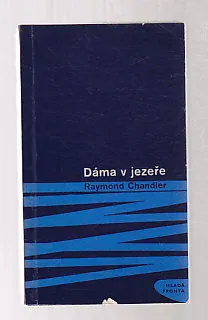 Dáma v jezeře
Raymond Chandler
MLADÁ
FRONTA